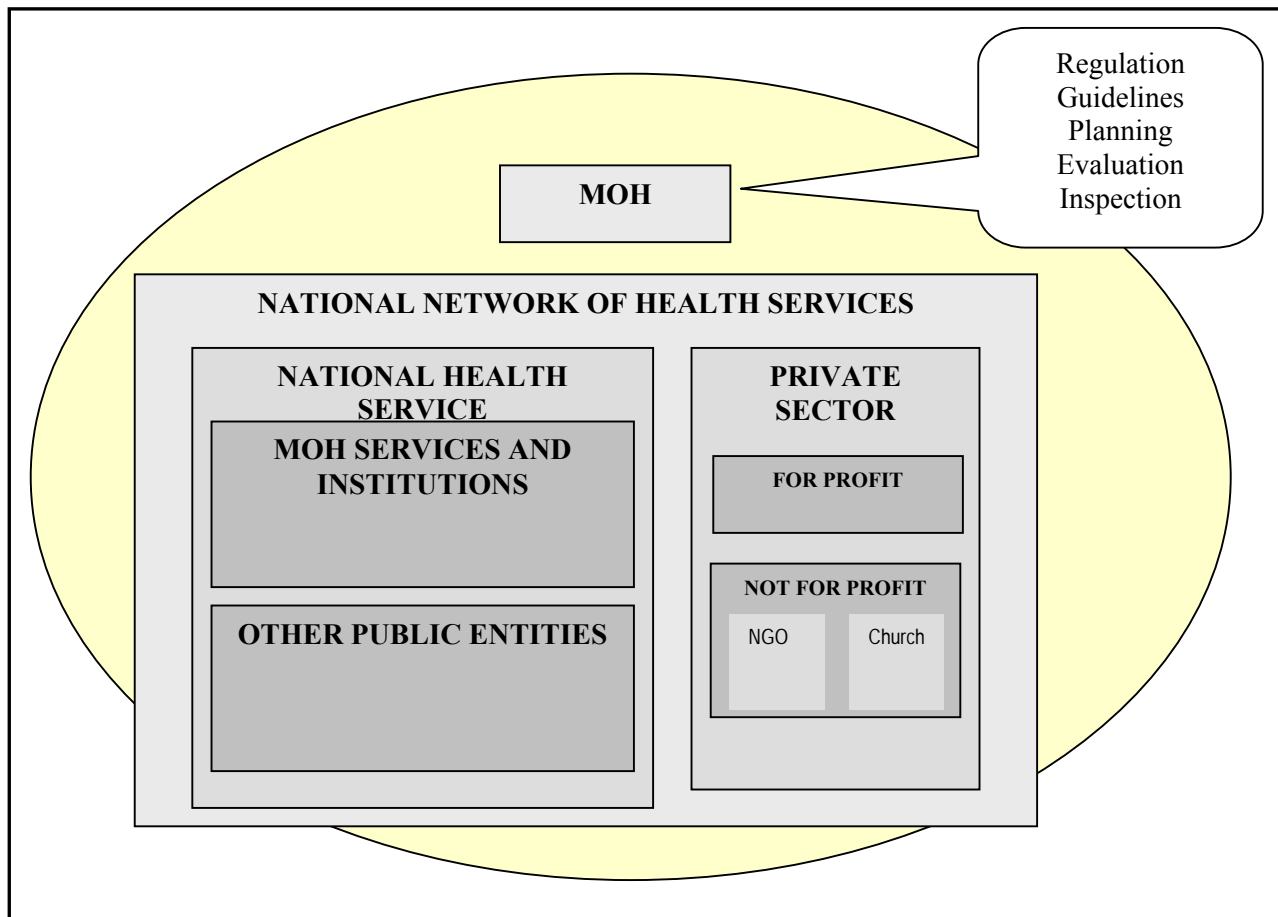 Regulation
Guidelines
Planning
Evaluation
Inspection
MOH
NATIONAL NETWORK OF HEALTH SERVICES
NATIONAL HEALTH
SERVICE
MOH SERVICES AND
INSTITUTIONS
OTHER PUBLIC ENTITIES
PRIVATE
SECTOR
FOR PROFIT
NOT FOR PROFIT
NGO
Church